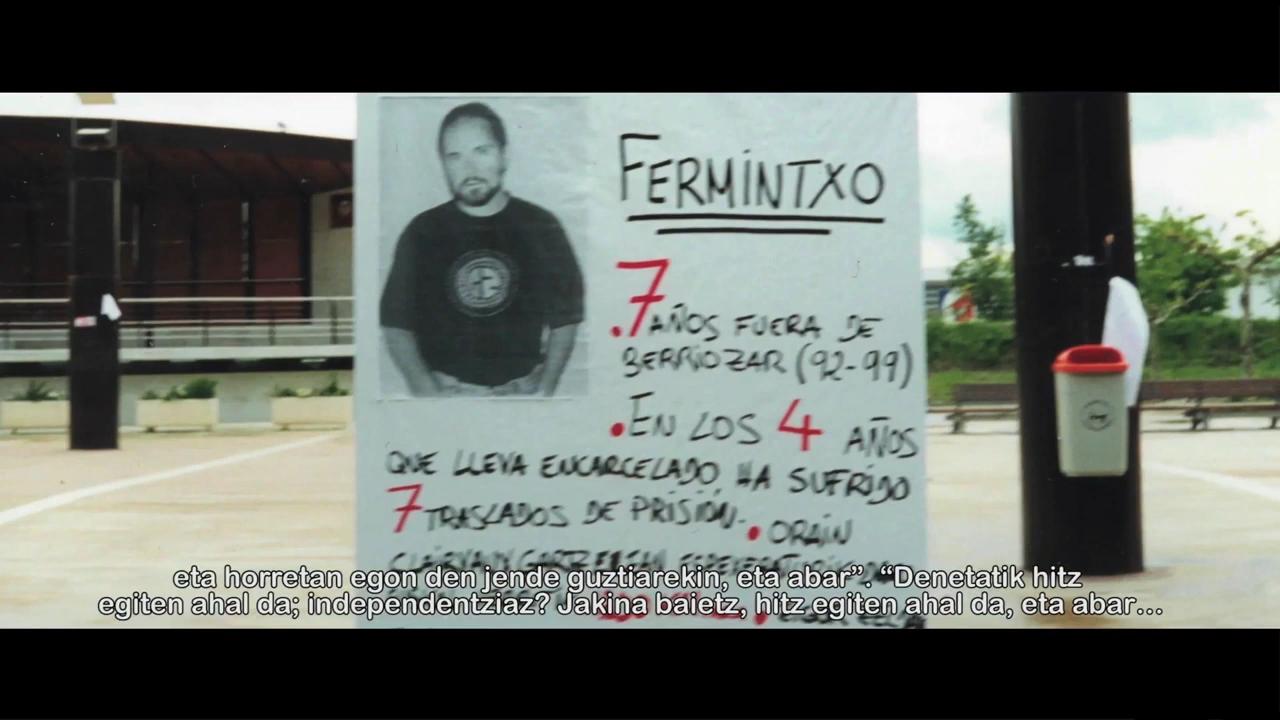 FERMINTXO
.7 AÑOS FUERA DE
BERRIOZAR (92-99)
.EN LOS 4 AÑOS
QUE LLEVA ENCARCELADO HA SUFRIDO
7 TRASLADOS DE PRISIÓN. .ORAIN
eta horretan egon den jende guztiarekin, eta abar”. “Denetatik hitz
egiten ahal da; independentziaz? Jakina baietz, hitz egiten ahal da, eta abar…